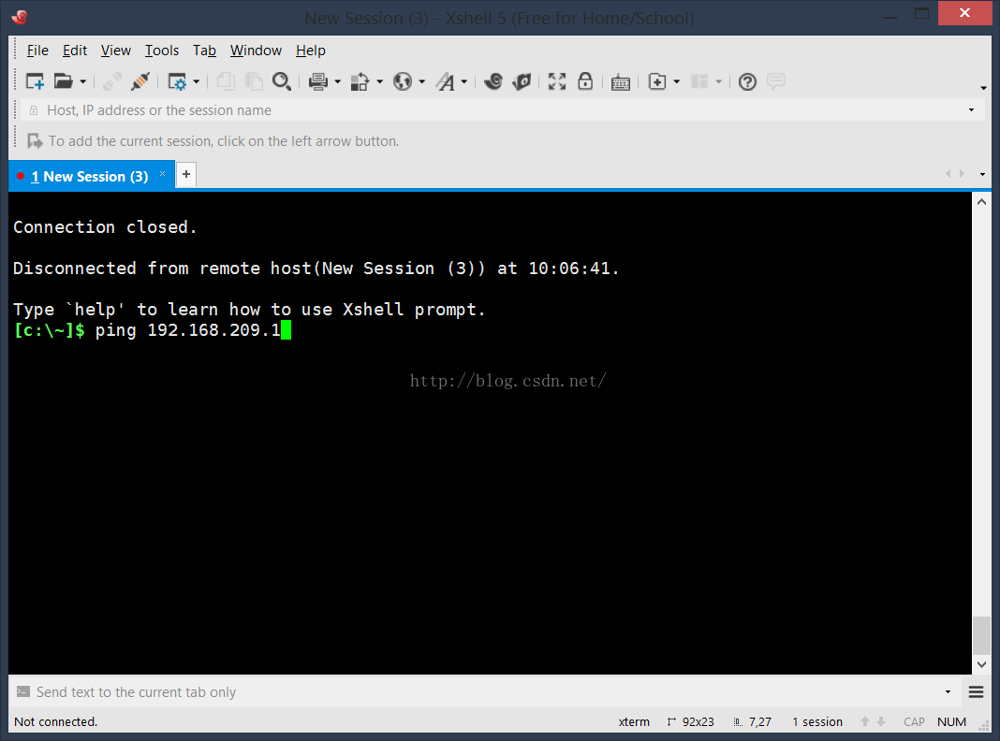 New Session (3) - Xshell 5 (Free for Home/School)
File Edit View Tools Tab Window Help
Host, IP address or the session name
To add the current session, click on the left arrow button.
1 New Session (3) × +
Connection closed.
Disconnected from remote host(New Session (3)) at 10:06:41.
Type `help' to learn how to use Xshell prompt.
[c:\~]$ ping 192.168.209.1
http://blog.csdn.net/
Send text to the current tab only
Not connected. xterm 92x23 7,27 1 session CAP NUM